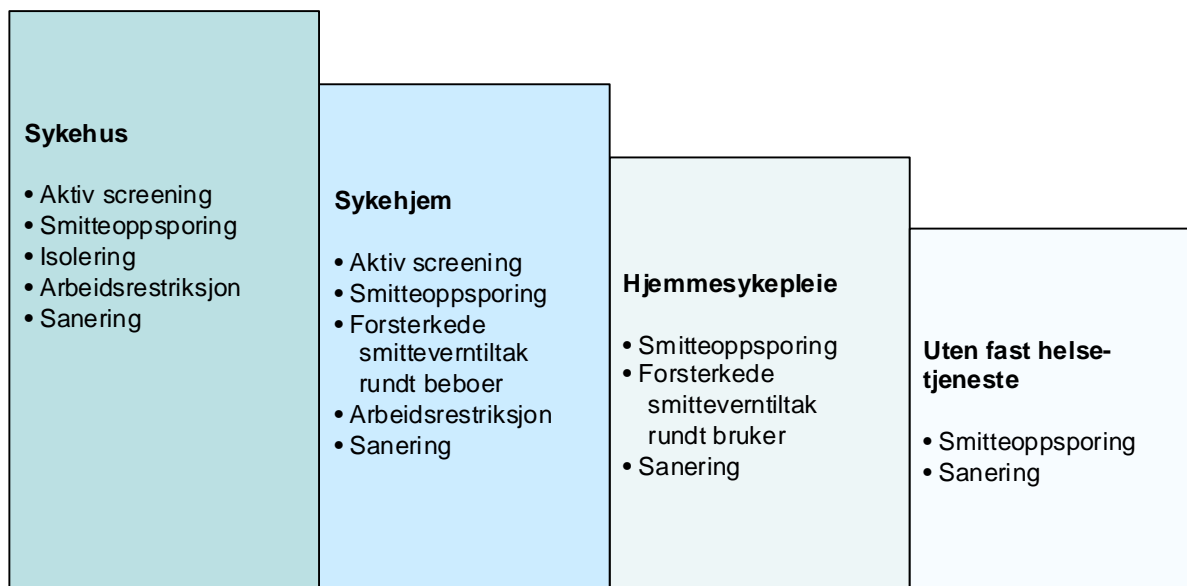 Sykehus
• Aktiv screening
• Smitteoppsporing
• Isolering
• Arbeidsrestriksjon
• Sanering
Sykehjem
• Aktiv screening
• Smitteoppsporing
• Forsterkede
smitteverntiltak
rundt beboer
• Arbeidsrestriksjon
• Sanering
Hjemmesykepleie
• Smitteoppsporing
• Forsterkede
smitteverntiltak
rundt bruker
• Sanering
Uten fast helse-
tjeneste
• Smitteoppsporing
• Sanering